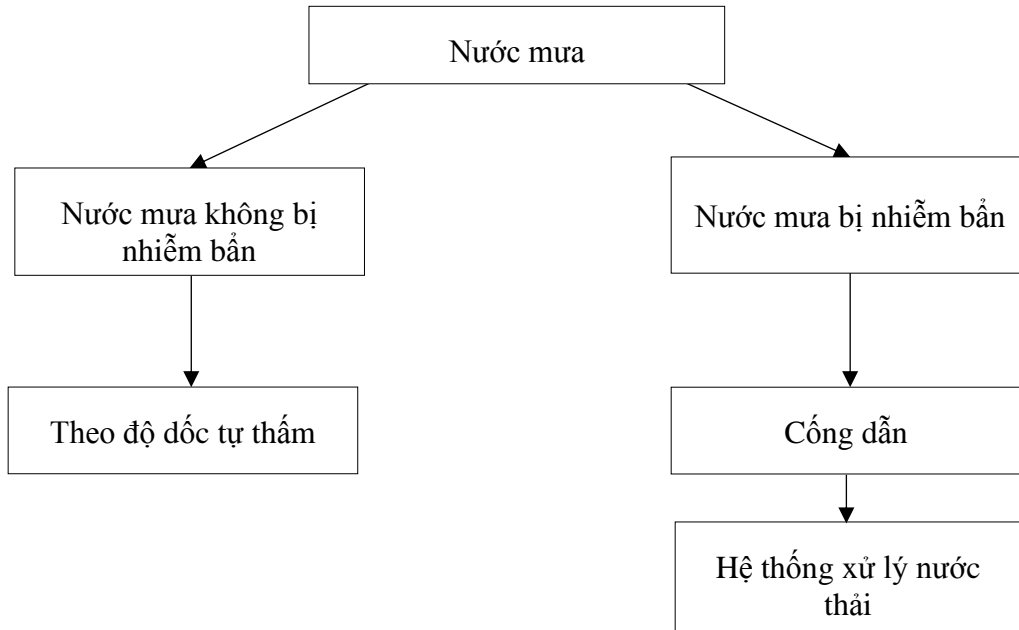 Nước mưa
Nước mưa không bị
nhiễm bẩn
Nước mưa bị nhiễm bẩn
Theo độ dốc tự thấm
Cống dẫn
Hệ thống xử lý nước
thải